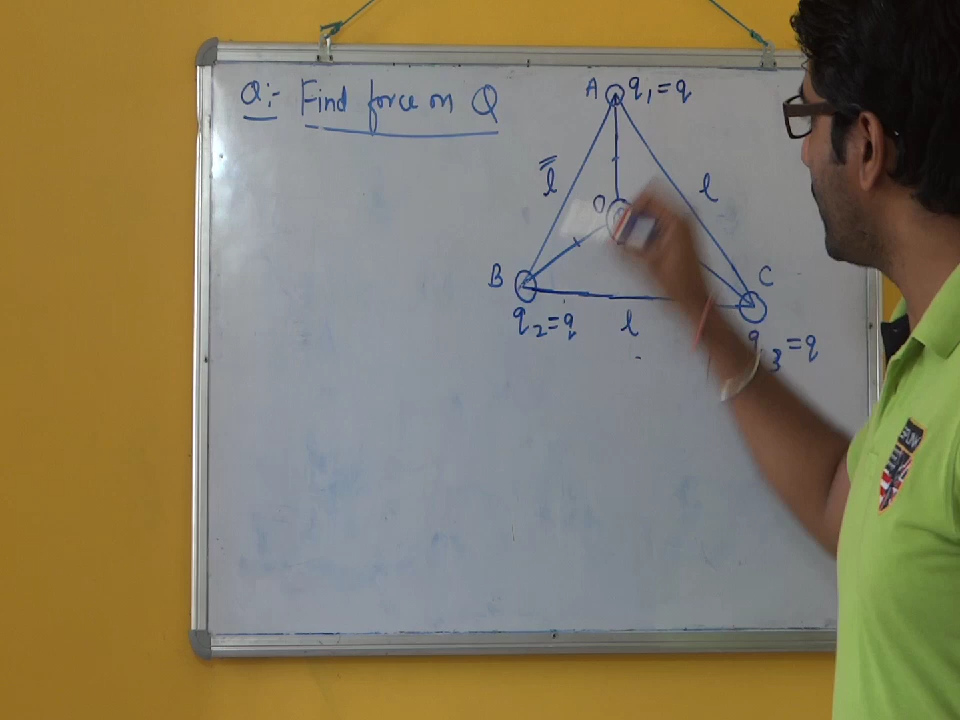 Q:- Find force on Q
A q₁=q
l
l
O
B
C
q₂=q
l
q₃=q